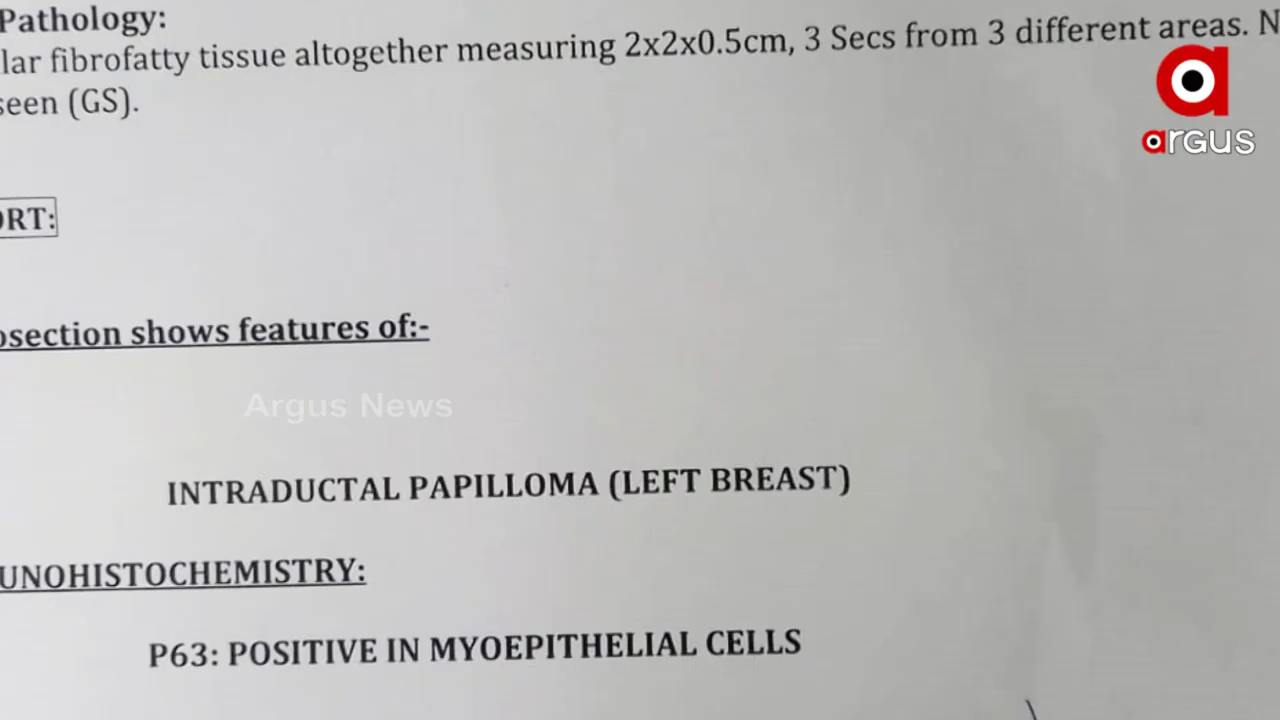 Pathology:
lar fibrofatty tissue altogether measuring 2x2x0.5cm, 3 Secs from 3 different areas. N
seen (GS).
argus
ORT:
osection shows features of:-
Argus News
INTRADUCTAL PAPILLOMA (LEFT BREAST)
UNOHISTOCHEMISTRY:
P63: POSITIVE IN MYOEPITHELIAL CELLS